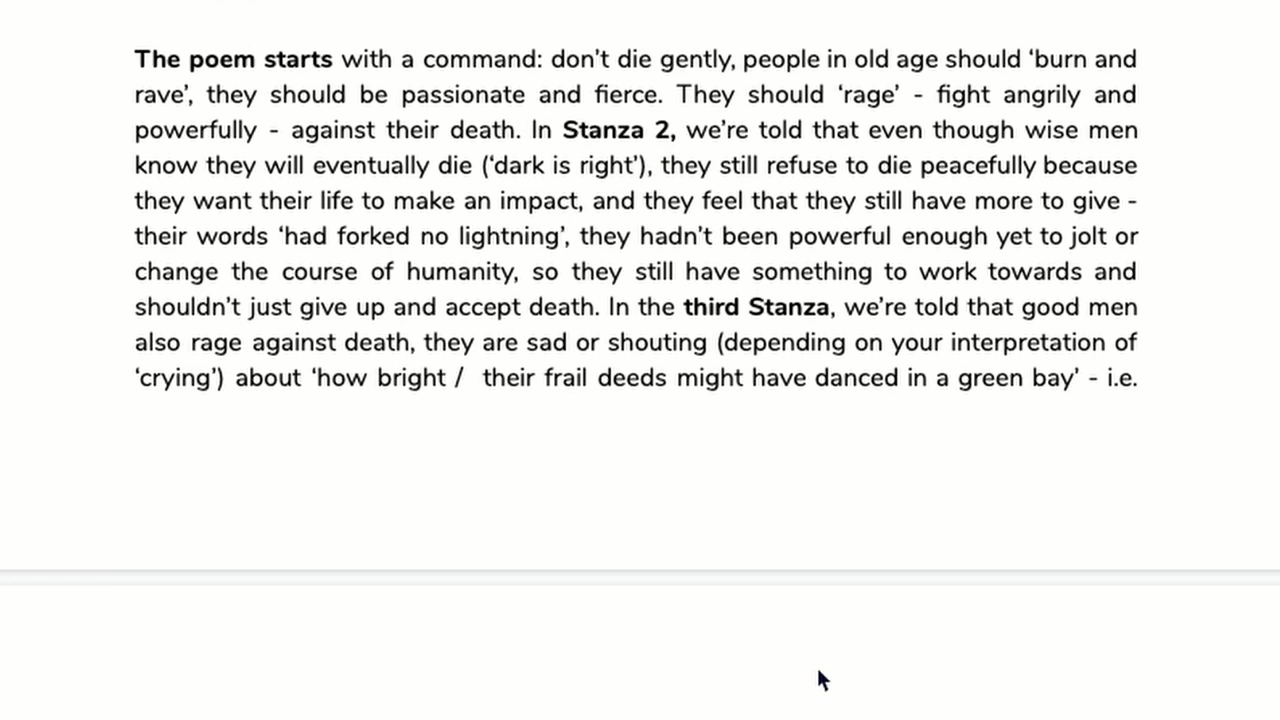 The poem starts with a command: don’t die gently, people in old age should ‘burn and
rave’, they should be passionate and fierce. They should ‘rage’ - fight angrily and
powerfully - against their death. In Stanza 2, we’re told that even though wise men
know they will eventually die (‘dark is right’), they still refuse to die peacefully because
they want their life to make an impact, and they feel that they still have more to give -
their words ‘had forked no lightning’, they hadn’t been powerful enough yet to jolt or
change the course of humanity, so they still have something to work towards and
shouldn’t just give up and accept death. In the third Stanza, we’re told that good men
also rage against death, they are sad or shouting (depending on your interpretation of
‘crying’) about ‘how bright / their frail deeds might have danced in a green bay’ - i.e.